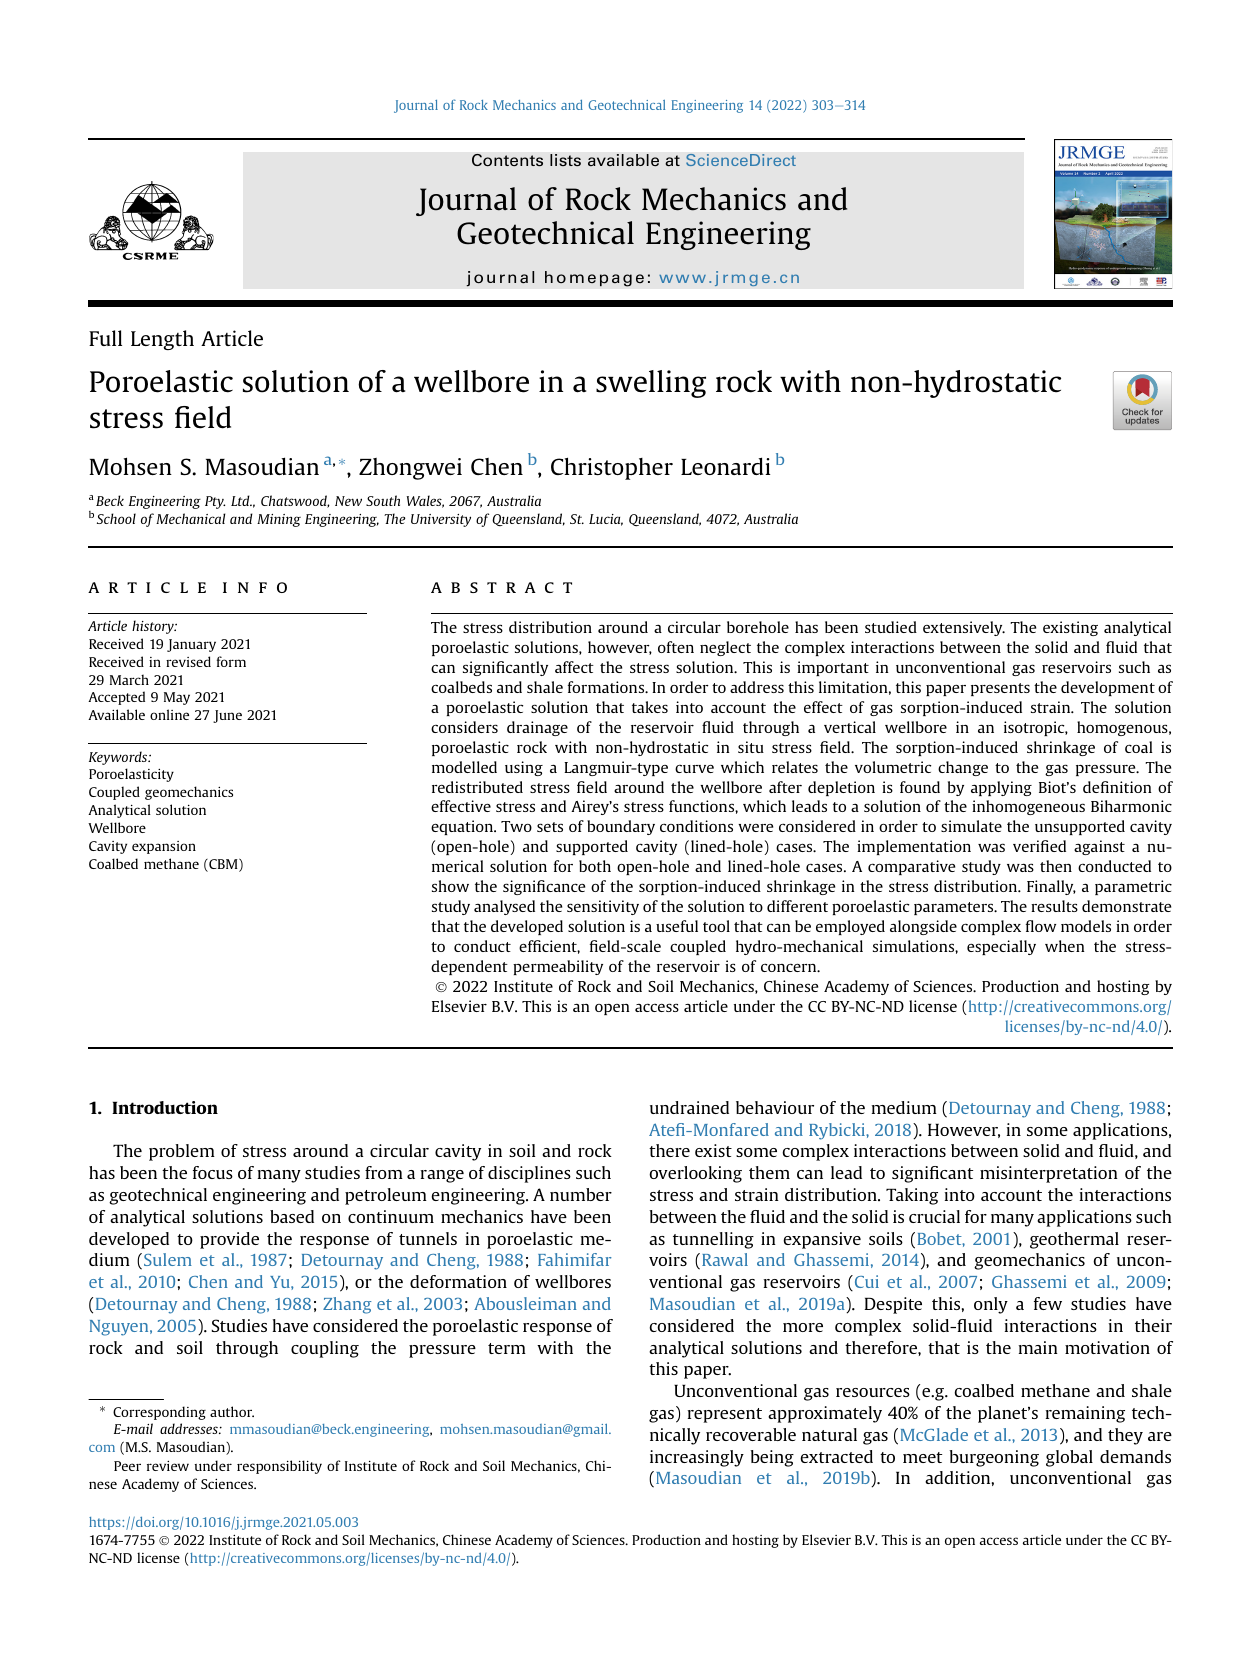 Journal of Rock Mechanics and Geotechnical Engineering 14 (2022) 303–314
CSRME
Contents lists available at ScienceDirect
Journal of Rock Mechanics and
Geotechnical Engineering
journal homepage: www.jrmge.cn
JRMGE
Journal of Rock Mechanics and Geotechnical Engineering
Volume 14 Number 2 April 2022
Full Length Article
Poroelastic solution of a wellbore in a swelling rock with non-hydrostatic
stress field
Check for
updates
Mohsen S. Masoudian a,*, Zhongwei Chen b, Christopher Leonardi b
a Beck Engineering Pty. Ltd., Chatswood, New South Wales, 2067, Australia
b School of Mechanical and Mining Engineering, The University of Queensland, St. Lucia, Queensland, 4072, Australia
ARTICLE INFO
Article history:
Received 19 January 2021
Received in revised form
29 March 2021
Accepted 9 May 2021
Available online 27 June 2021
Keywords:
Poroelasticity
Coupled geomechanics
Analytical solution
Wellbore
Cavity expansion
Coalbed methane (CBM)
ABSTRACT
The stress distribution around a circular borehole has been studied extensively. The existing analytical
poroelastic solutions, however, often neglect the complex interactions between the solid and fluid that
can significantly affect the stress solution. This is important in unconventional gas reservoirs such as
coalbeds and shale formations. In order to address this limitation, this paper presents the development of
a poroelastic solution that takes into account the effect of gas sorption-induced strain. The solution
considers drainage of the reservoir fluid through a vertical wellbore in an isotropic, homogenous,
poroelastic rock with non-hydrostatic in situ stress field. The sorption-induced shrinkage of coal is
modelled using a Langmuir-type curve which relates the volumetric change to the gas pressure. The
redistributed stress field around the wellbore after depletion is found by applying Biot's definition of
effective stress and Airey's stress functions, which leads to a solution of the inhomogeneous Biharmonic
equation. Two sets of boundary conditions were considered in order to simulate the unsupported cavity
(open-hole) and supported cavity (lined-hole) cases. The implementation was verified against a nu-
merical solution for both open-hole and lined-hole cases. A comparative study was then conducted to
show the significance of the sorption-induced shrinkage in the stress distribution. Finally, a parametric
study analysed the sensitivity of the solution to different poroelastic parameters. The results demonstrate
that the developed solution is a useful tool that can be employed alongside complex flow models in order
to conduct efficient, field-scale coupled hydro-mechanical simulations, especially when the stress-
dependent permeability of the reservoir is of concern.
© 2022 Institute of Rock and Soil Mechanics, Chinese Academy of Sciences. Production and hosting by
Elsevier B.V. This is an open access article under the CC BY-NC-ND license (http://creativecommons.org/
licenses/by-nc-nd/4.0/).
1. Introduction
The problem of stress around a circular cavity in soil and rock
has been the focus of many studies from a range of disciplines such
as geotechnical engineering and petroleum engineering. A number
of analytical solutions based on continuum mechanics have been
developed to provide the response of tunnels in poroelastic me-
dium (Sulem et al., 1987; Detournay and Cheng, 1988; Fahimifar
et al., 2010; Chen and Yu, 2015), or the deformation of wellbores
(Detournay and Cheng, 1988; Zhang et al., 2003; Abousleiman and
Nguyen, 2005). Studies have considered the poroelastic response of
rock and soil through coupling the pressure term with the
* Corresponding author.
E-mail addresses: mmasoudian@beck.engineering, mohsen.masoudian@gmail.
com (M.S. Masoudian).
Peer review under responsibility of Institute of Rock and Soil Mechanics, Chi-
nese Academy of Sciences.
undrained behaviour of the medium (Detournay and Cheng, 1988;
Atefi-Monfared and Rybicki, 2018). However, in some applications,
there exist some complex interactions between solid and fluid, and
overlooking them can lead to significant misinterpretation of the
stress and strain distribution. Taking into account the interactions
between the fluid and the solid is crucial for many applications such
as tunnelling in expansive soils (Bobet, 2001), geothermal reser-
voirs (Rawal and Ghassemi, 2014), and geomechanics of uncon-
ventional gas reservoirs (Cui et al., 2007; Ghassemi et al., 2009;
Masoudian et al., 2019a). Despite this, only a few studies have
considered the more complex solid-fluid interactions in their
analytical solutions and therefore, that is the main motivation of
this paper.
Unconventional gas resources (e.g. coalbed methane and shale
gas) represent approximately 40% of the planet's remaining tech-
nically recoverable natural gas (McGlade et al., 2013), and they are
increasingly being extracted to meet burgeoning global demands
(Masoudian et al., 2019b). In addition, unconventional gas
https://doi.org/10.1016/j.jrmge.2021.05.003
1674-7755 © 2022 Institute of Rock and Soil Mechanics, Chinese Academy of Sciences. Production and hosting by Elsevier B.V. This is an open access article under the CC BY-
NC-ND license (http://creativecommons.org/licenses/by-nc-nd/4.0/).